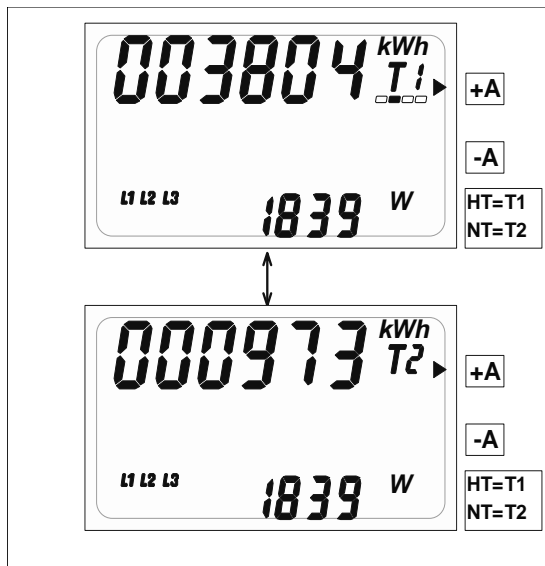 003804 kWh
T1
+A
-A
L1 L2 L3 1839 W
HT=T1
NT=T2
000973 kWh
T2
+A
-A
L1 L2 L3 1839 W
HT=T1
NT=T2